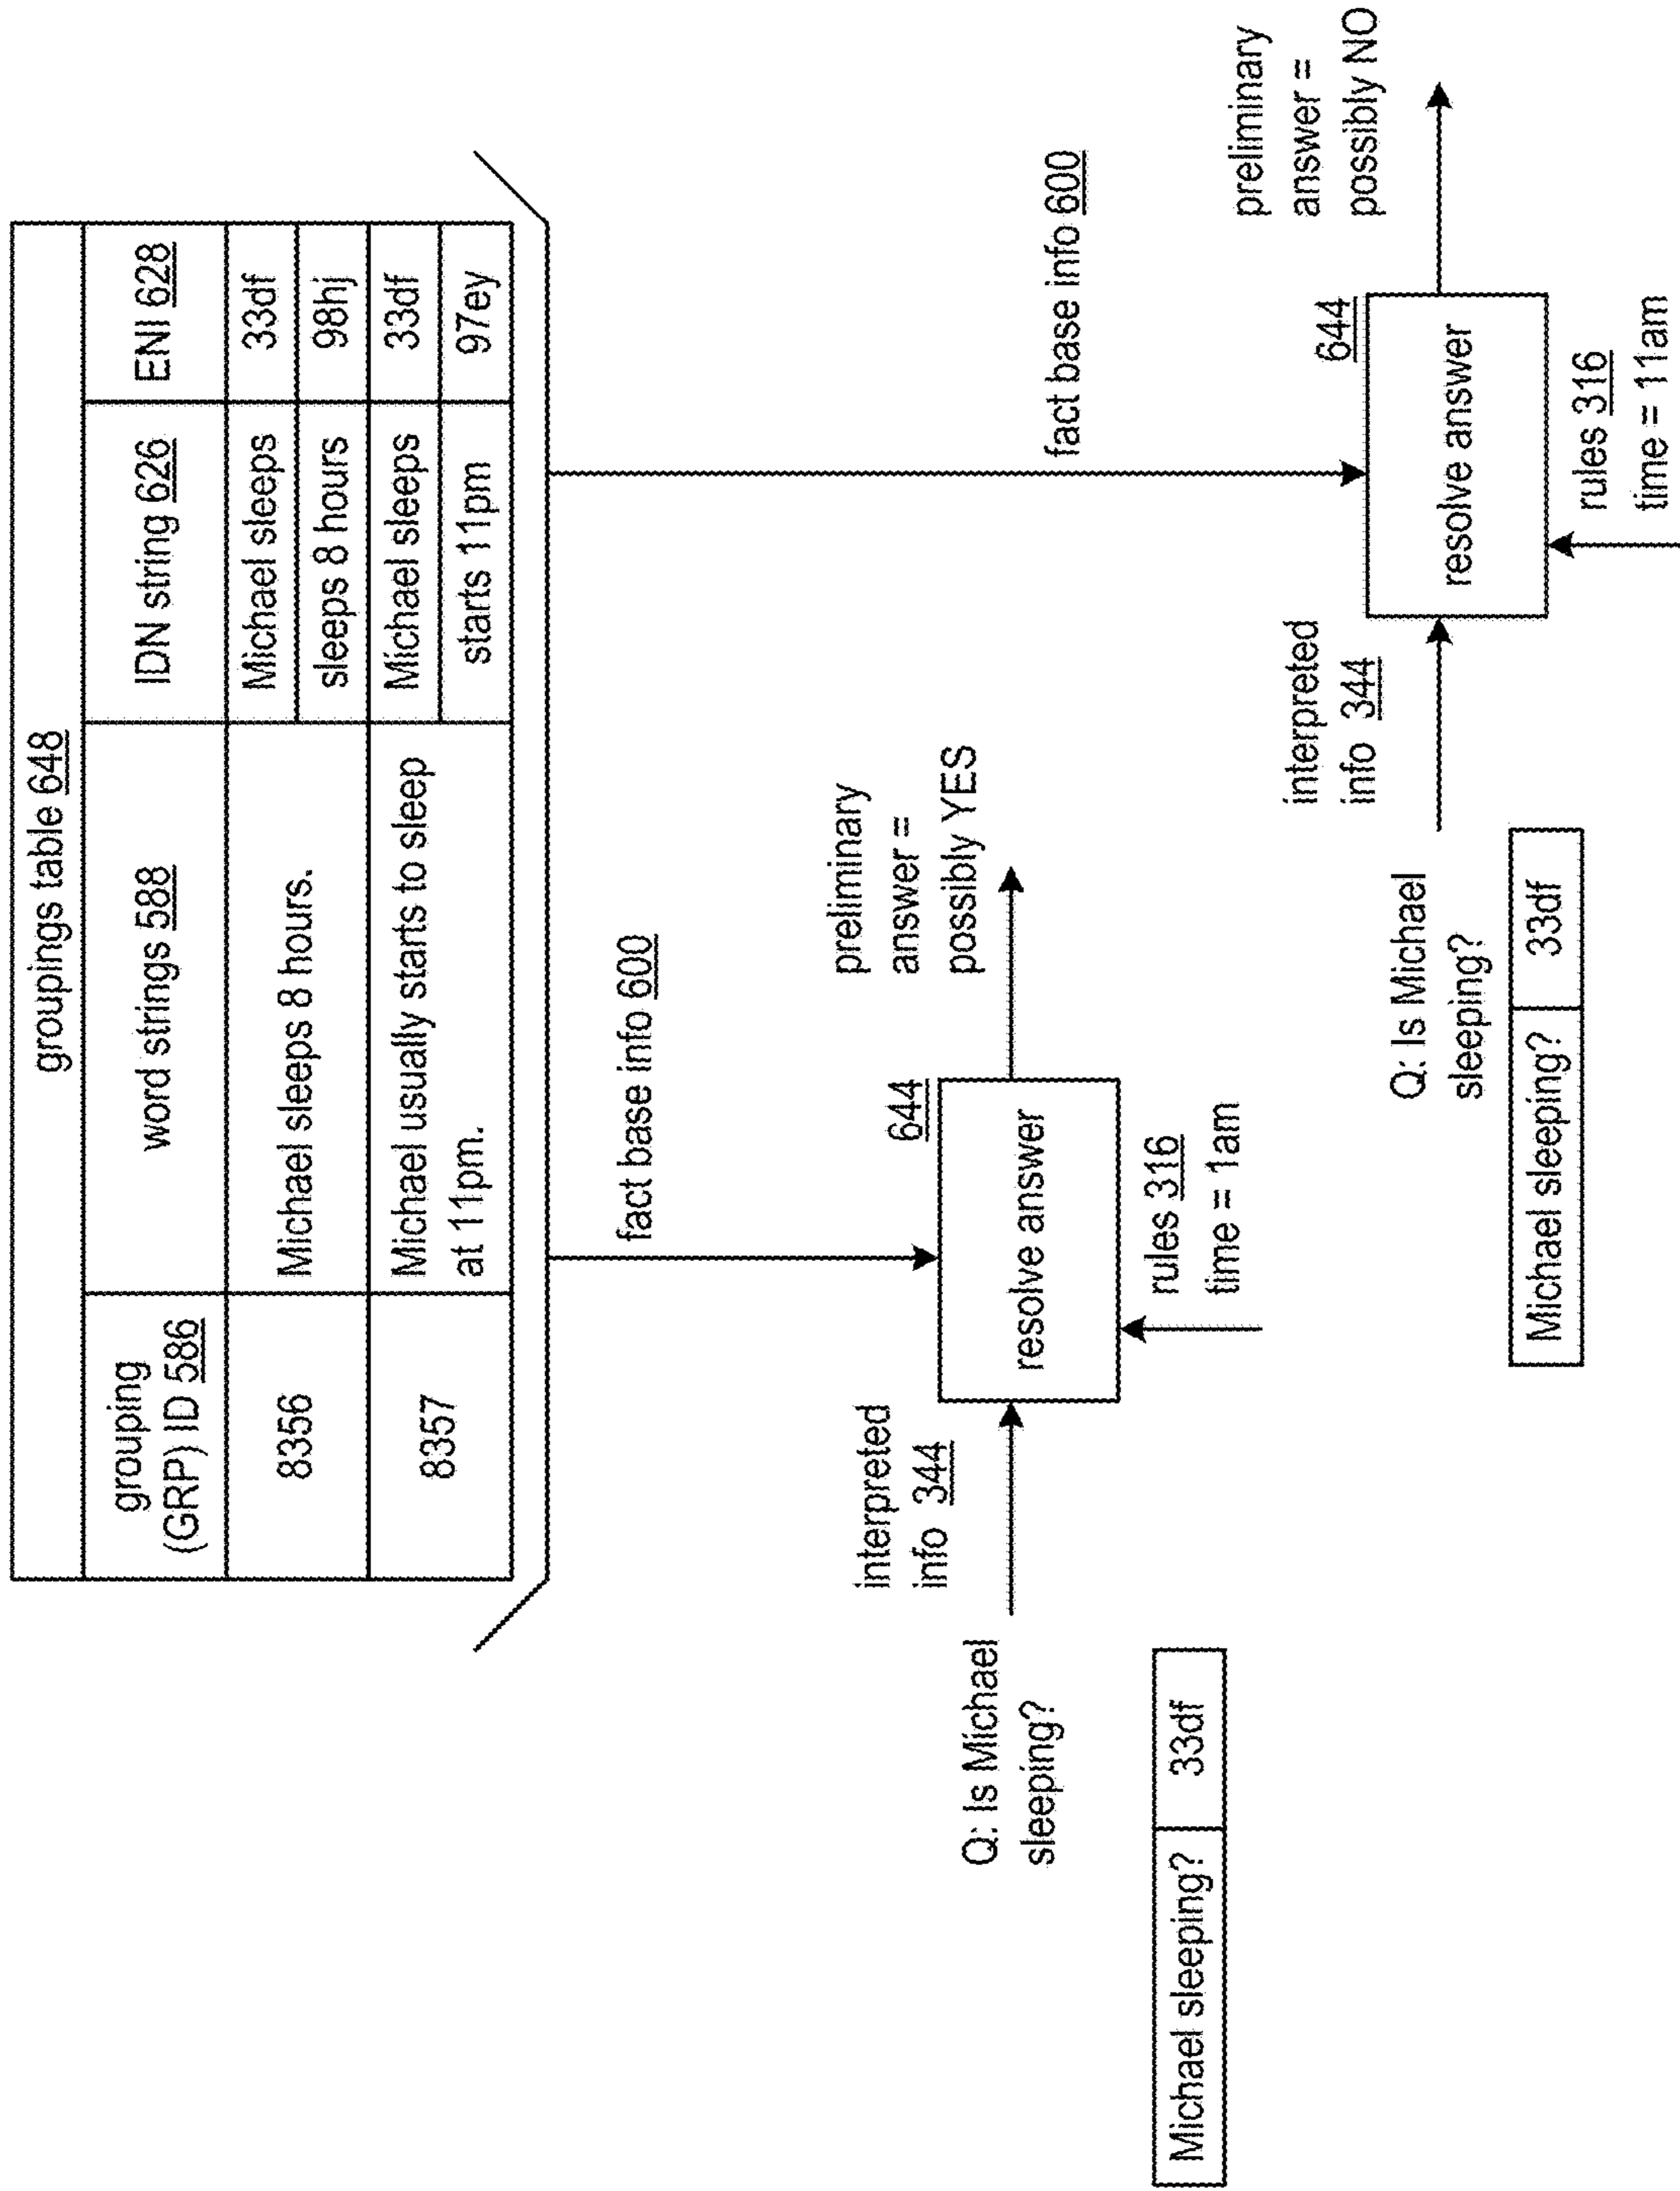 groupings table 648
grouping
(GRP) ID 586
word strings 588
IDN string 626
ENI 628
8356
Michael sleeps 8 hours.
Michael sleeps
33df
sleeps 8 hours
98hj
8357
Michael usually starts to sleep
at 11pm.
Michael sleeps
33df
starts 11pm
97ey
fact base info 600
fact base info 600
interpreted
info 344
644
resolve answer
preliminary
answer =
possibly YES
Q: Is Michael
sleeping?
rules 316
time = 1am
Michael sleeping?
33df
interpreted
info 344
644
resolve answer
preliminary
answer =
possibly NO
Q: Is Michael
sleeping?
rules 316
time = 11am
Michael sleeping?
33df